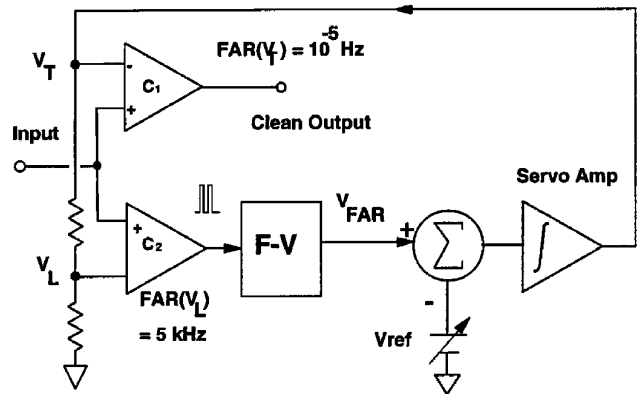 FAR(V_T) = 10^-5 Hz
V_T
-
C₁
+
Clean Output
Input
Servo Amp
V_FAR
+
C₂
F-V
+
Σ
∫
V_L
-
FAR(V_L)
= 5 kHz
Vref